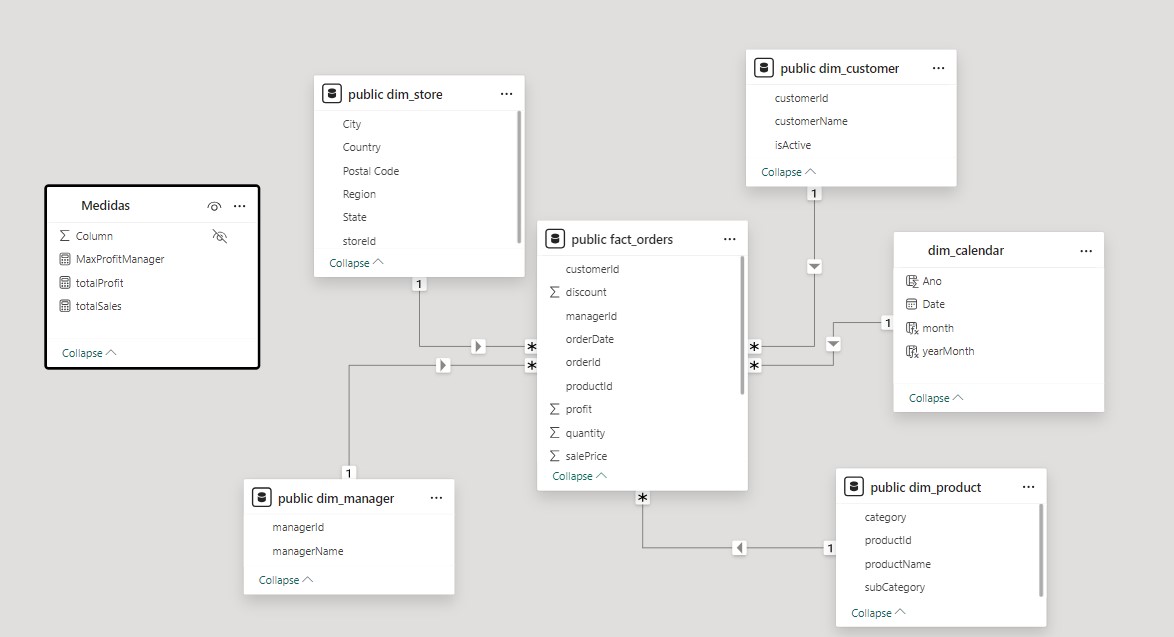 public dim_customer
customerId
customerName
isActive
Collapse
1
public dim_store
City
Country
Postal Code
Region
State
storeId
Collapse
1
Medidas
Column
MaxProfitManager
totalProfit
totalSales
Collapse
public fact_orders
customerId
discount
managerId
orderDate
orderId
productId
profit
quantity
salePrice
Collapse
*
*
*
*
*
dim_calendar
Ano
Date
month
yearMonth
Collapse
1
public dim_manager
managerId
managerName
Collapse
1
public dim_product
category
productId
productName
subCategory
Collapse
1